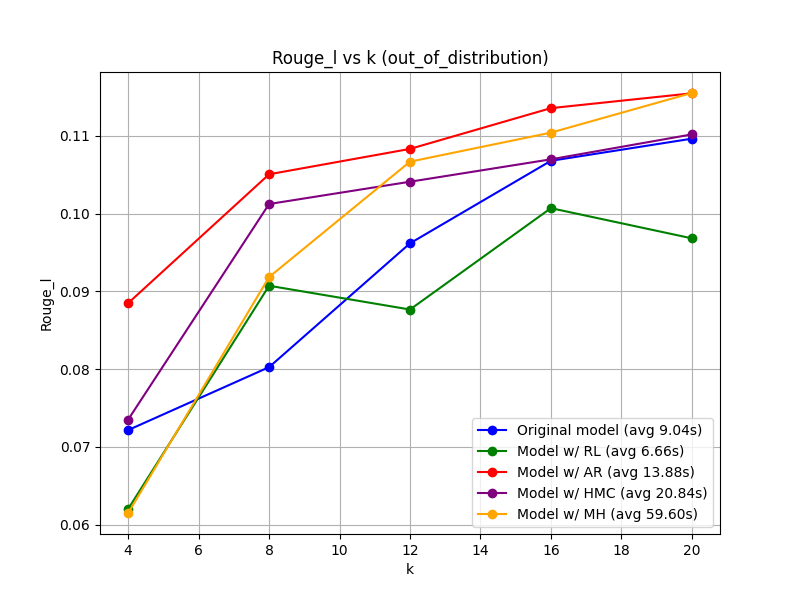 Rouge_l vs k (out_of_distribution)
Rouge_l
0.11
0.10
0.09
0.08
0.07
0.06
4 6 8 10 12 14 16 18 20
k
Original model (avg 9.04s)
Model w/ RL (avg 6.66s)
Model w/ AR (avg 13.88s)
Model w/ HMC (avg 20.84s)
Model w/ MH (avg 59.60s)